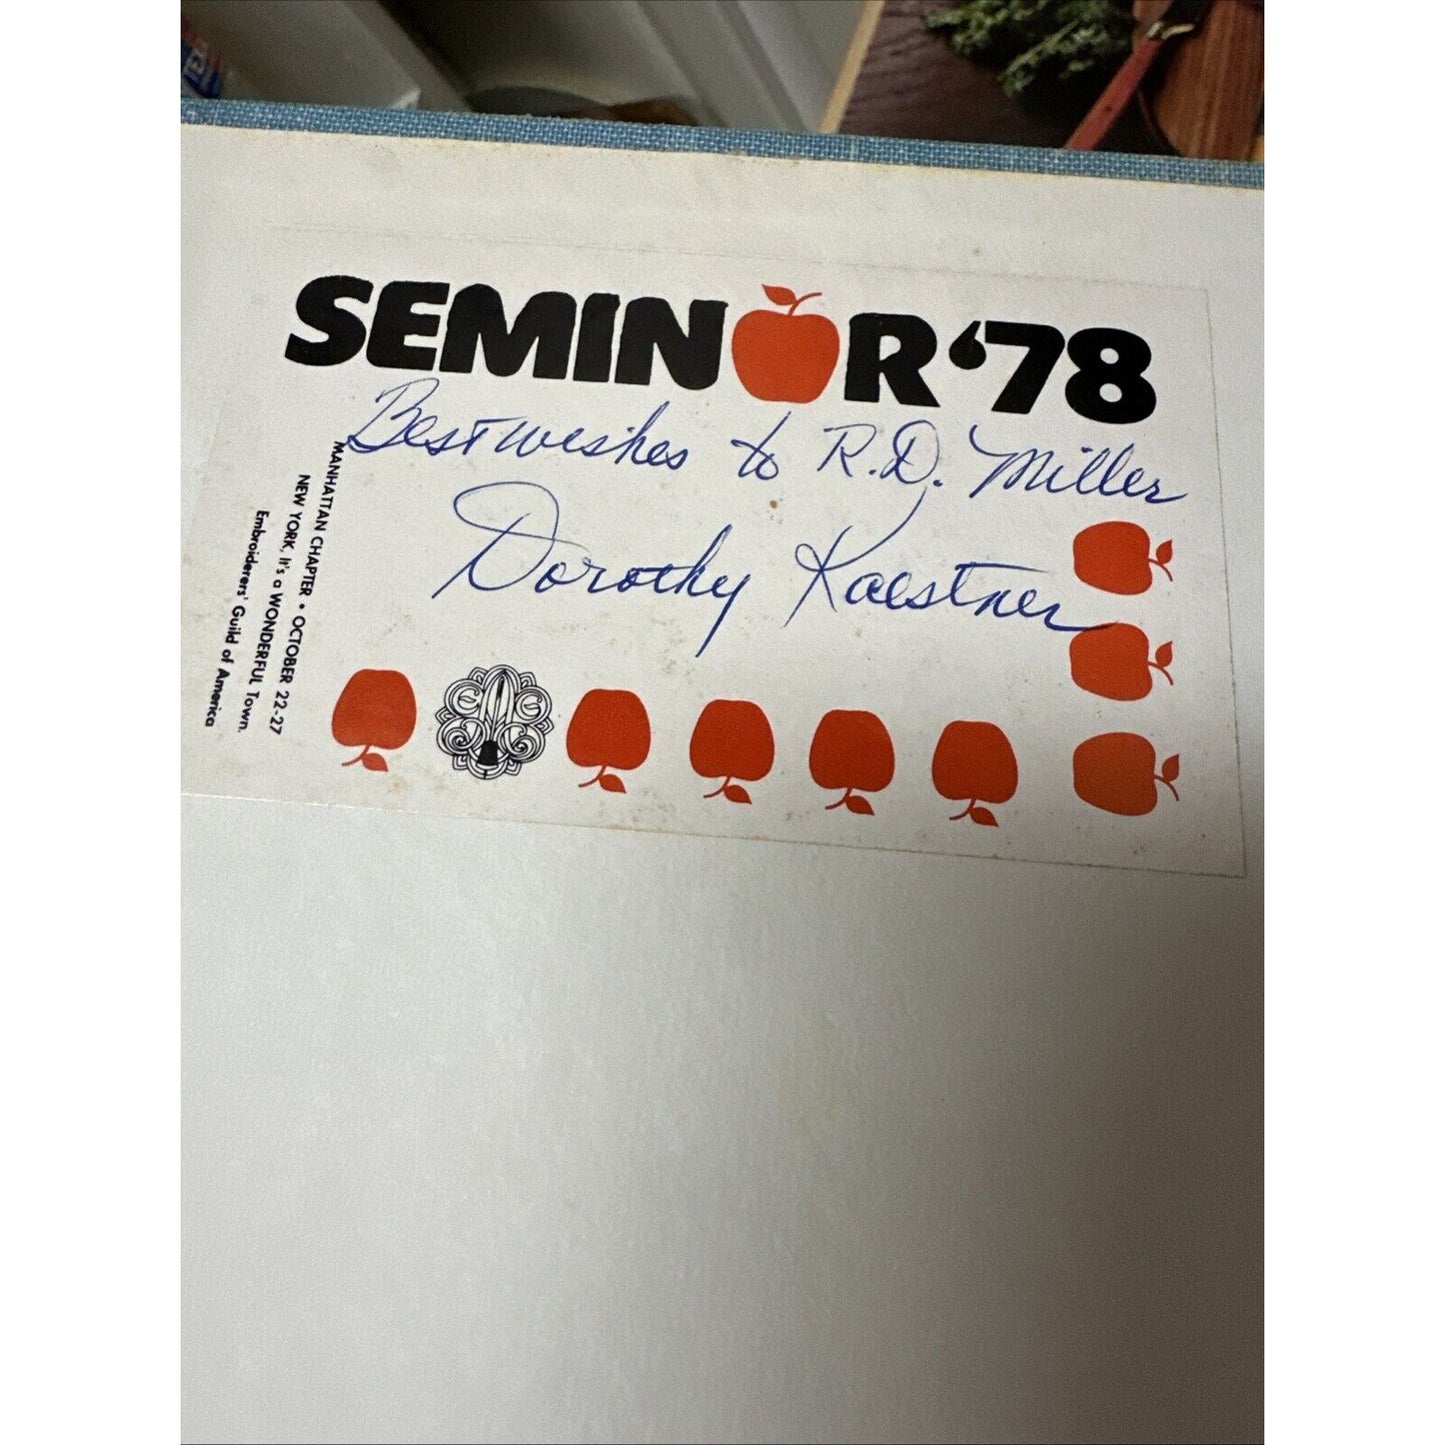 SEMINOR '78
Best wishes to R.D. Miller
Dorothy Kaestner
MANHATTAN CHAPTER • OCTOBER 22-27
NEW YORK, It's a WONDERFUL Town.
Embroiderers' Guild of America